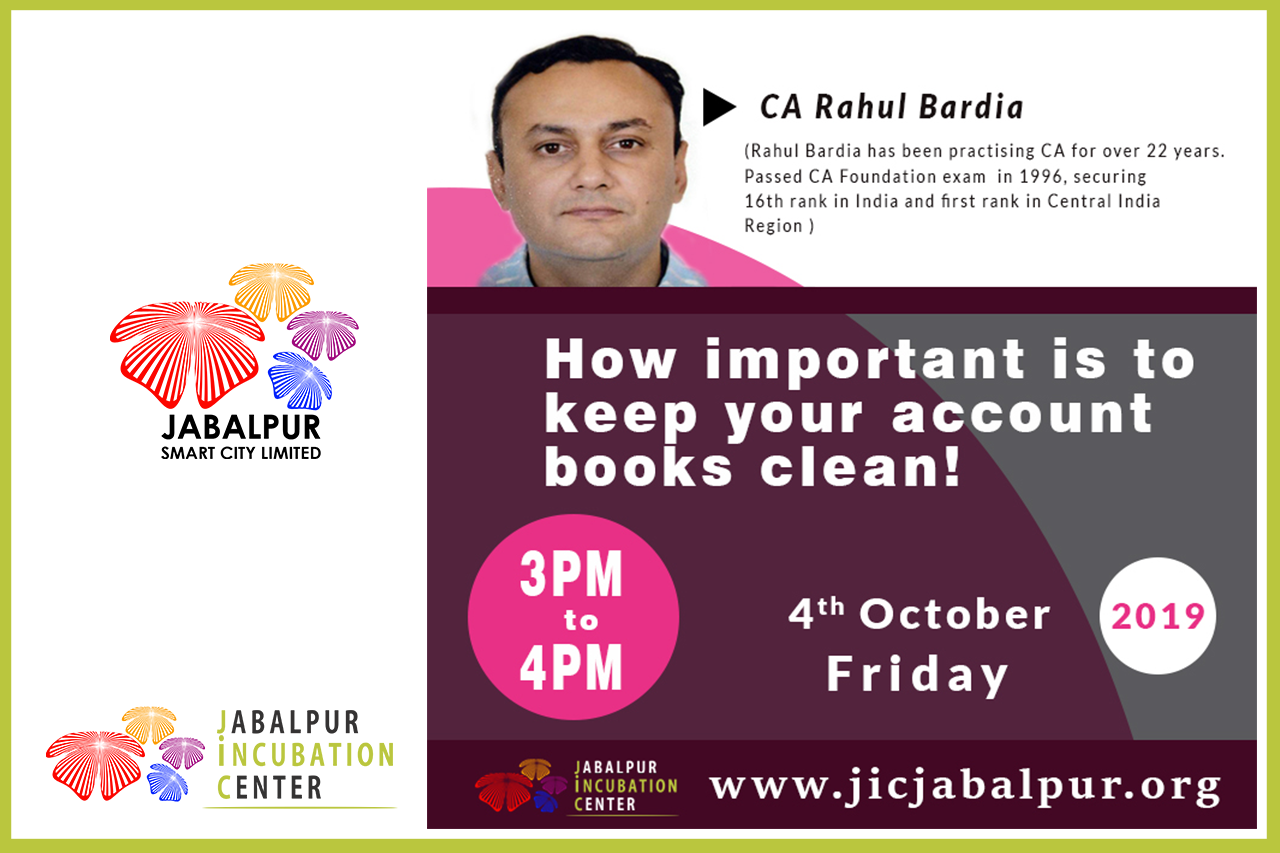 CA Rahul Bardia
(Rahul Bardia has been practising CA for over 22 years.
Passed CA Foundation exam in 1996, securing
16th rank in India and first rank in Central India
Region )
JABALPUR
SMART CITY LIMITED
How important is to
keep your account
books clean!
3PM
to
4PM
4th October
Friday
2019
JABALPUR
iNCUBATION
CENTER
JABALPUR
iNCUBATION
CENTER
www.jicjabalpur.org